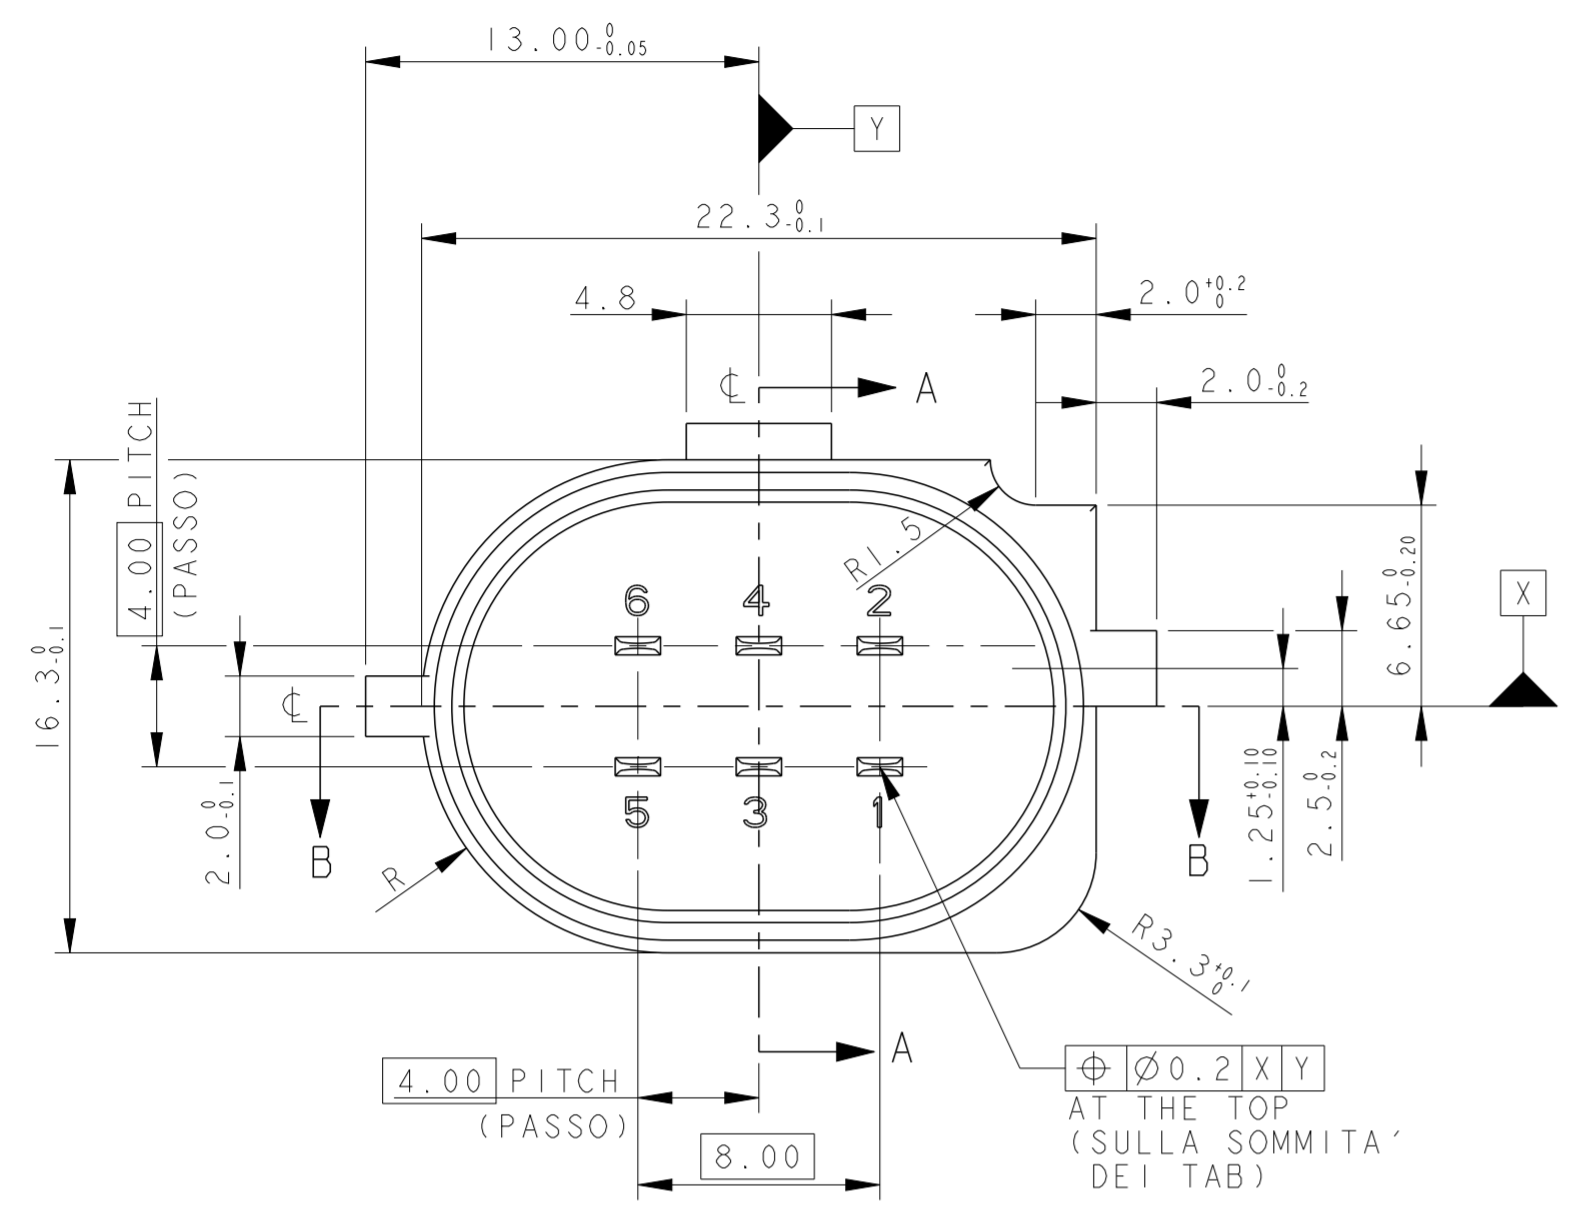 13.00 0 -0.05
Y
22.3 0 -0.1
4.8
2.0 +0.2 0
℄
A
2.0 0 -0.2
4.00 PITCH
(PASSO)
R1.5
6.65 0 -0.20
X
6 4 2
16.3 0 -0.1
℄
5 3 1
2.0 0 -0.1
B
R
1.25 +0.10 -0.10
2.5 0 -0.2
B
R3.3 +0.1 0
A
4.00 PITCH
(PASSO)
8.00
⌖ Ø0.2 X Y
AT THE TOP
(SULLA SOMMITA'
DEI TAB)